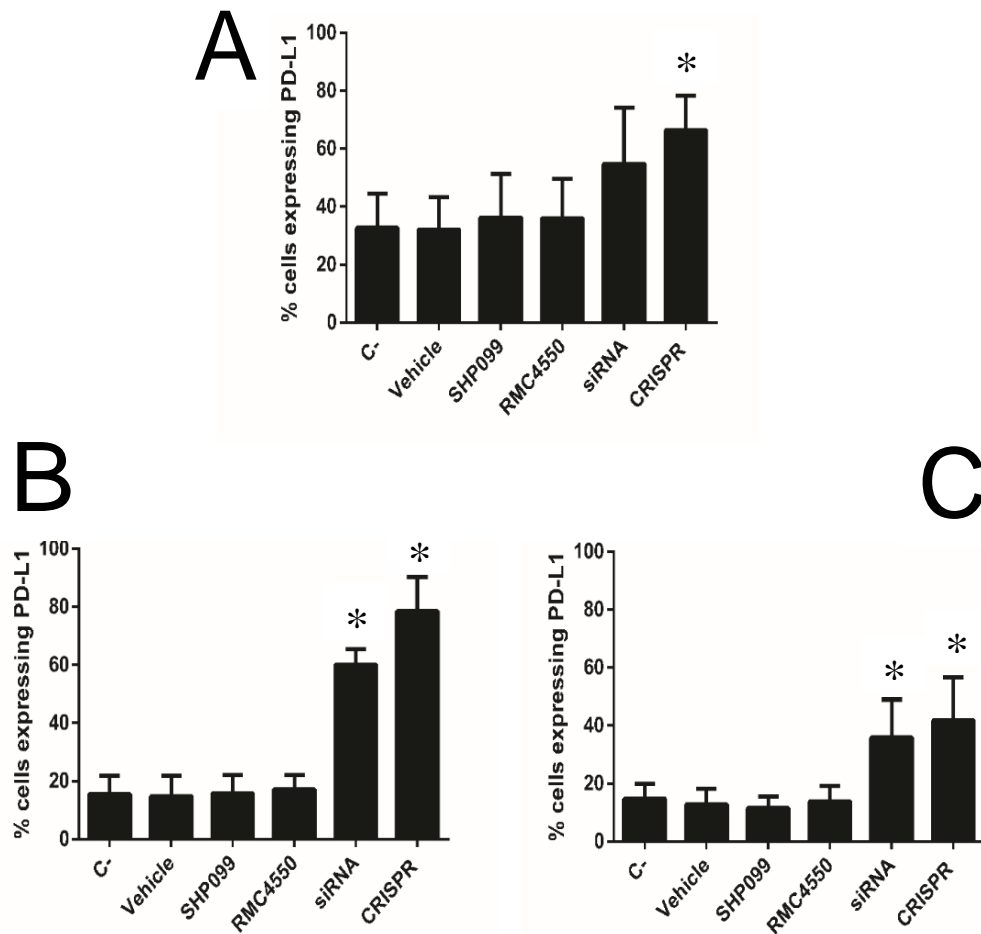 A
% cells expressing PD-L1
100
80
60
40
20
0
*
C-
Vehicle
SHP099
RMC4550
siRNA
CRISPR
B
% cells expressing PD-L1
100
80
60
40
20
0
*
*
C-
Vehicle
SHP099
RMC4550
siRNA
CRISPR
C
% cells expressing PD-L1
100
80
60
40
20
0
*
*
C-
Vehicle
SHP099
RMC4550
siRNA
CRISPR